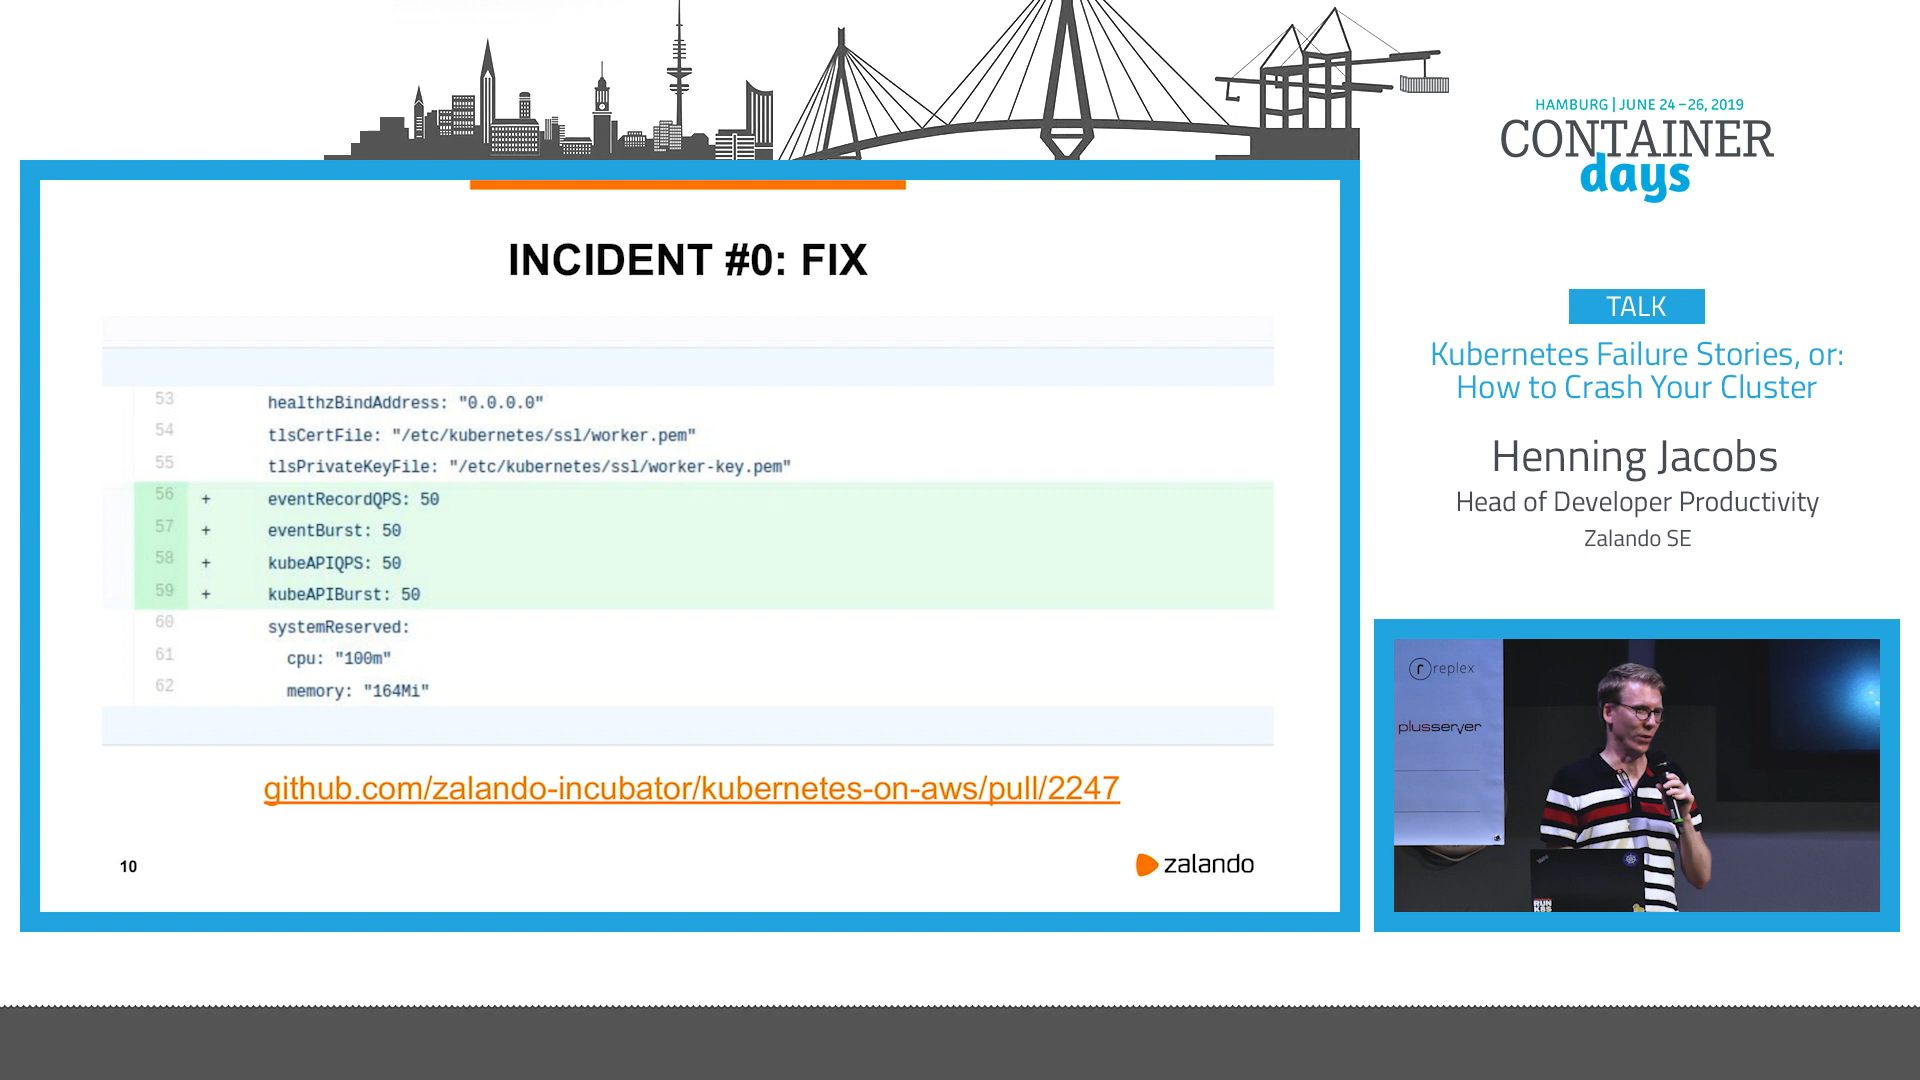 HAMBURG | JUNE 24 – 26, 2019
CONTAINER
days
INCIDENT #0: FIX
53 healthzBindAddress: "0.0.0.0"
54 tlsCertFile: "/etc/kubernetes/ssl/worker.pem"
55 tlsPrivateKeyFile: "/etc/kubernetes/ssl/worker-key.pem"
56 + eventRecordQPS: 50
57 + eventBurst: 50
58 + kubeAPIQPS: 50
59 + kubeAPIBurst: 50
60 systemReserved:
61 cpu: "100m"
62 memory: "164Mi"
github.com/zalando-incubator/kubernetes-on-aws/pull/2247
10
zalando
TALK
Kubernetes Failure Stories, or:
How to Crash Your Cluster
Henning Jacobs
Head of Developer Productivity
Zalando SE
r replex
plusserver
RUN
K8S